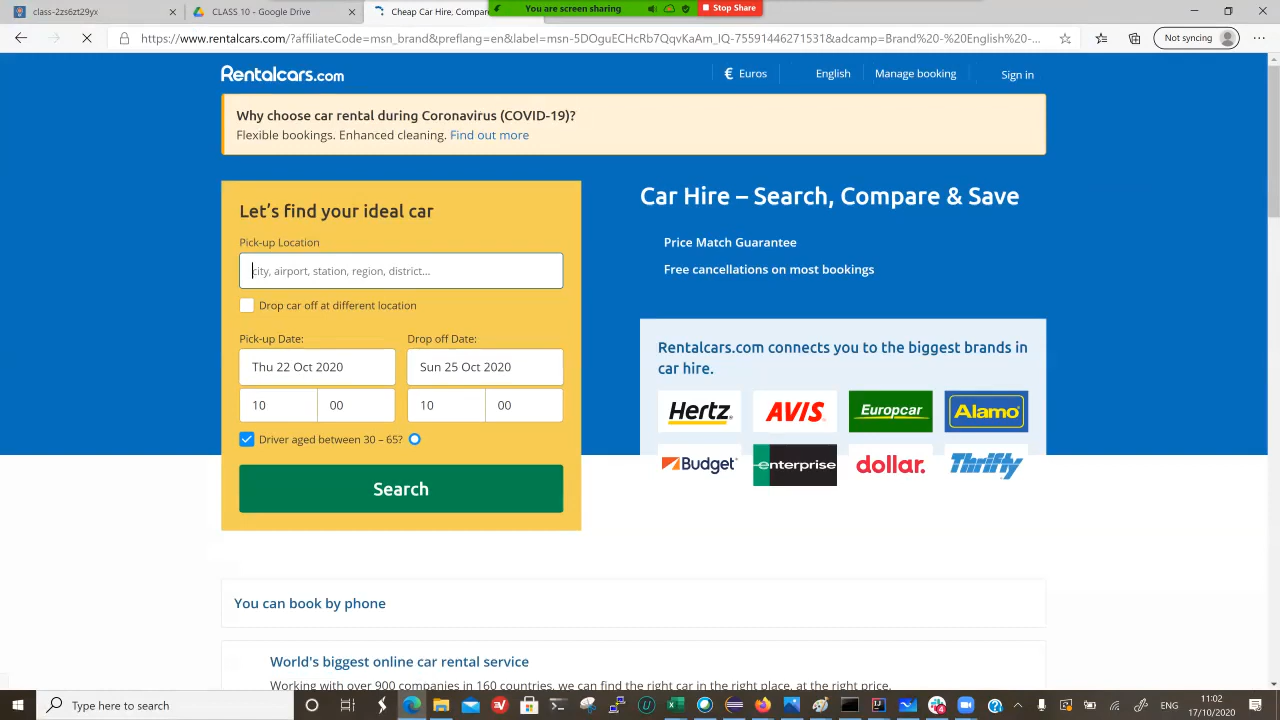 class-2zs6zt29yx
CLASS 10 – Google Drive
Cheap Car Hire, Compar
You are screen sharing
Stop Share
https://www.rentalcars.com/?affiliateCode=msn_brand&preflang=en&label=msn-5DOguECHcRb7QqvKaAm_IQ-75591446271531&adcamp=Brand%20-%20English%20-...
Not syncing
Rentalcars.com
€ Euros
English
Manage booking
Sign in
Why choose car rental during Coronavirus (COVID-19)?
Flexible bookings. Enhanced cleaning. Find out more
Let's find your ideal car
Pick-up Location
city, airport, station, region, district...
Drop car off at different location
Pick-up Date:
Drop off Date:
Thu 22 Oct 2020
Sun 25 Oct 2020
10
00
10
00
Driver aged between 30 – 65?
Search
Car Hire – Search, Compare & Save
Price Match Guarantee
Free cancellations on most bookings
Rentalcars.com connects you to the biggest brands in
car hire.
Hertz
AVIS
Europcar
Alamo
Budget
enterprise
dollar.
Thrifty
You can book by phone
World's biggest online car rental service
Working with over 900 companies in 160 countries, we can find the right car in the right place, at the right price.
Type here to search
11:02
17/10/2020